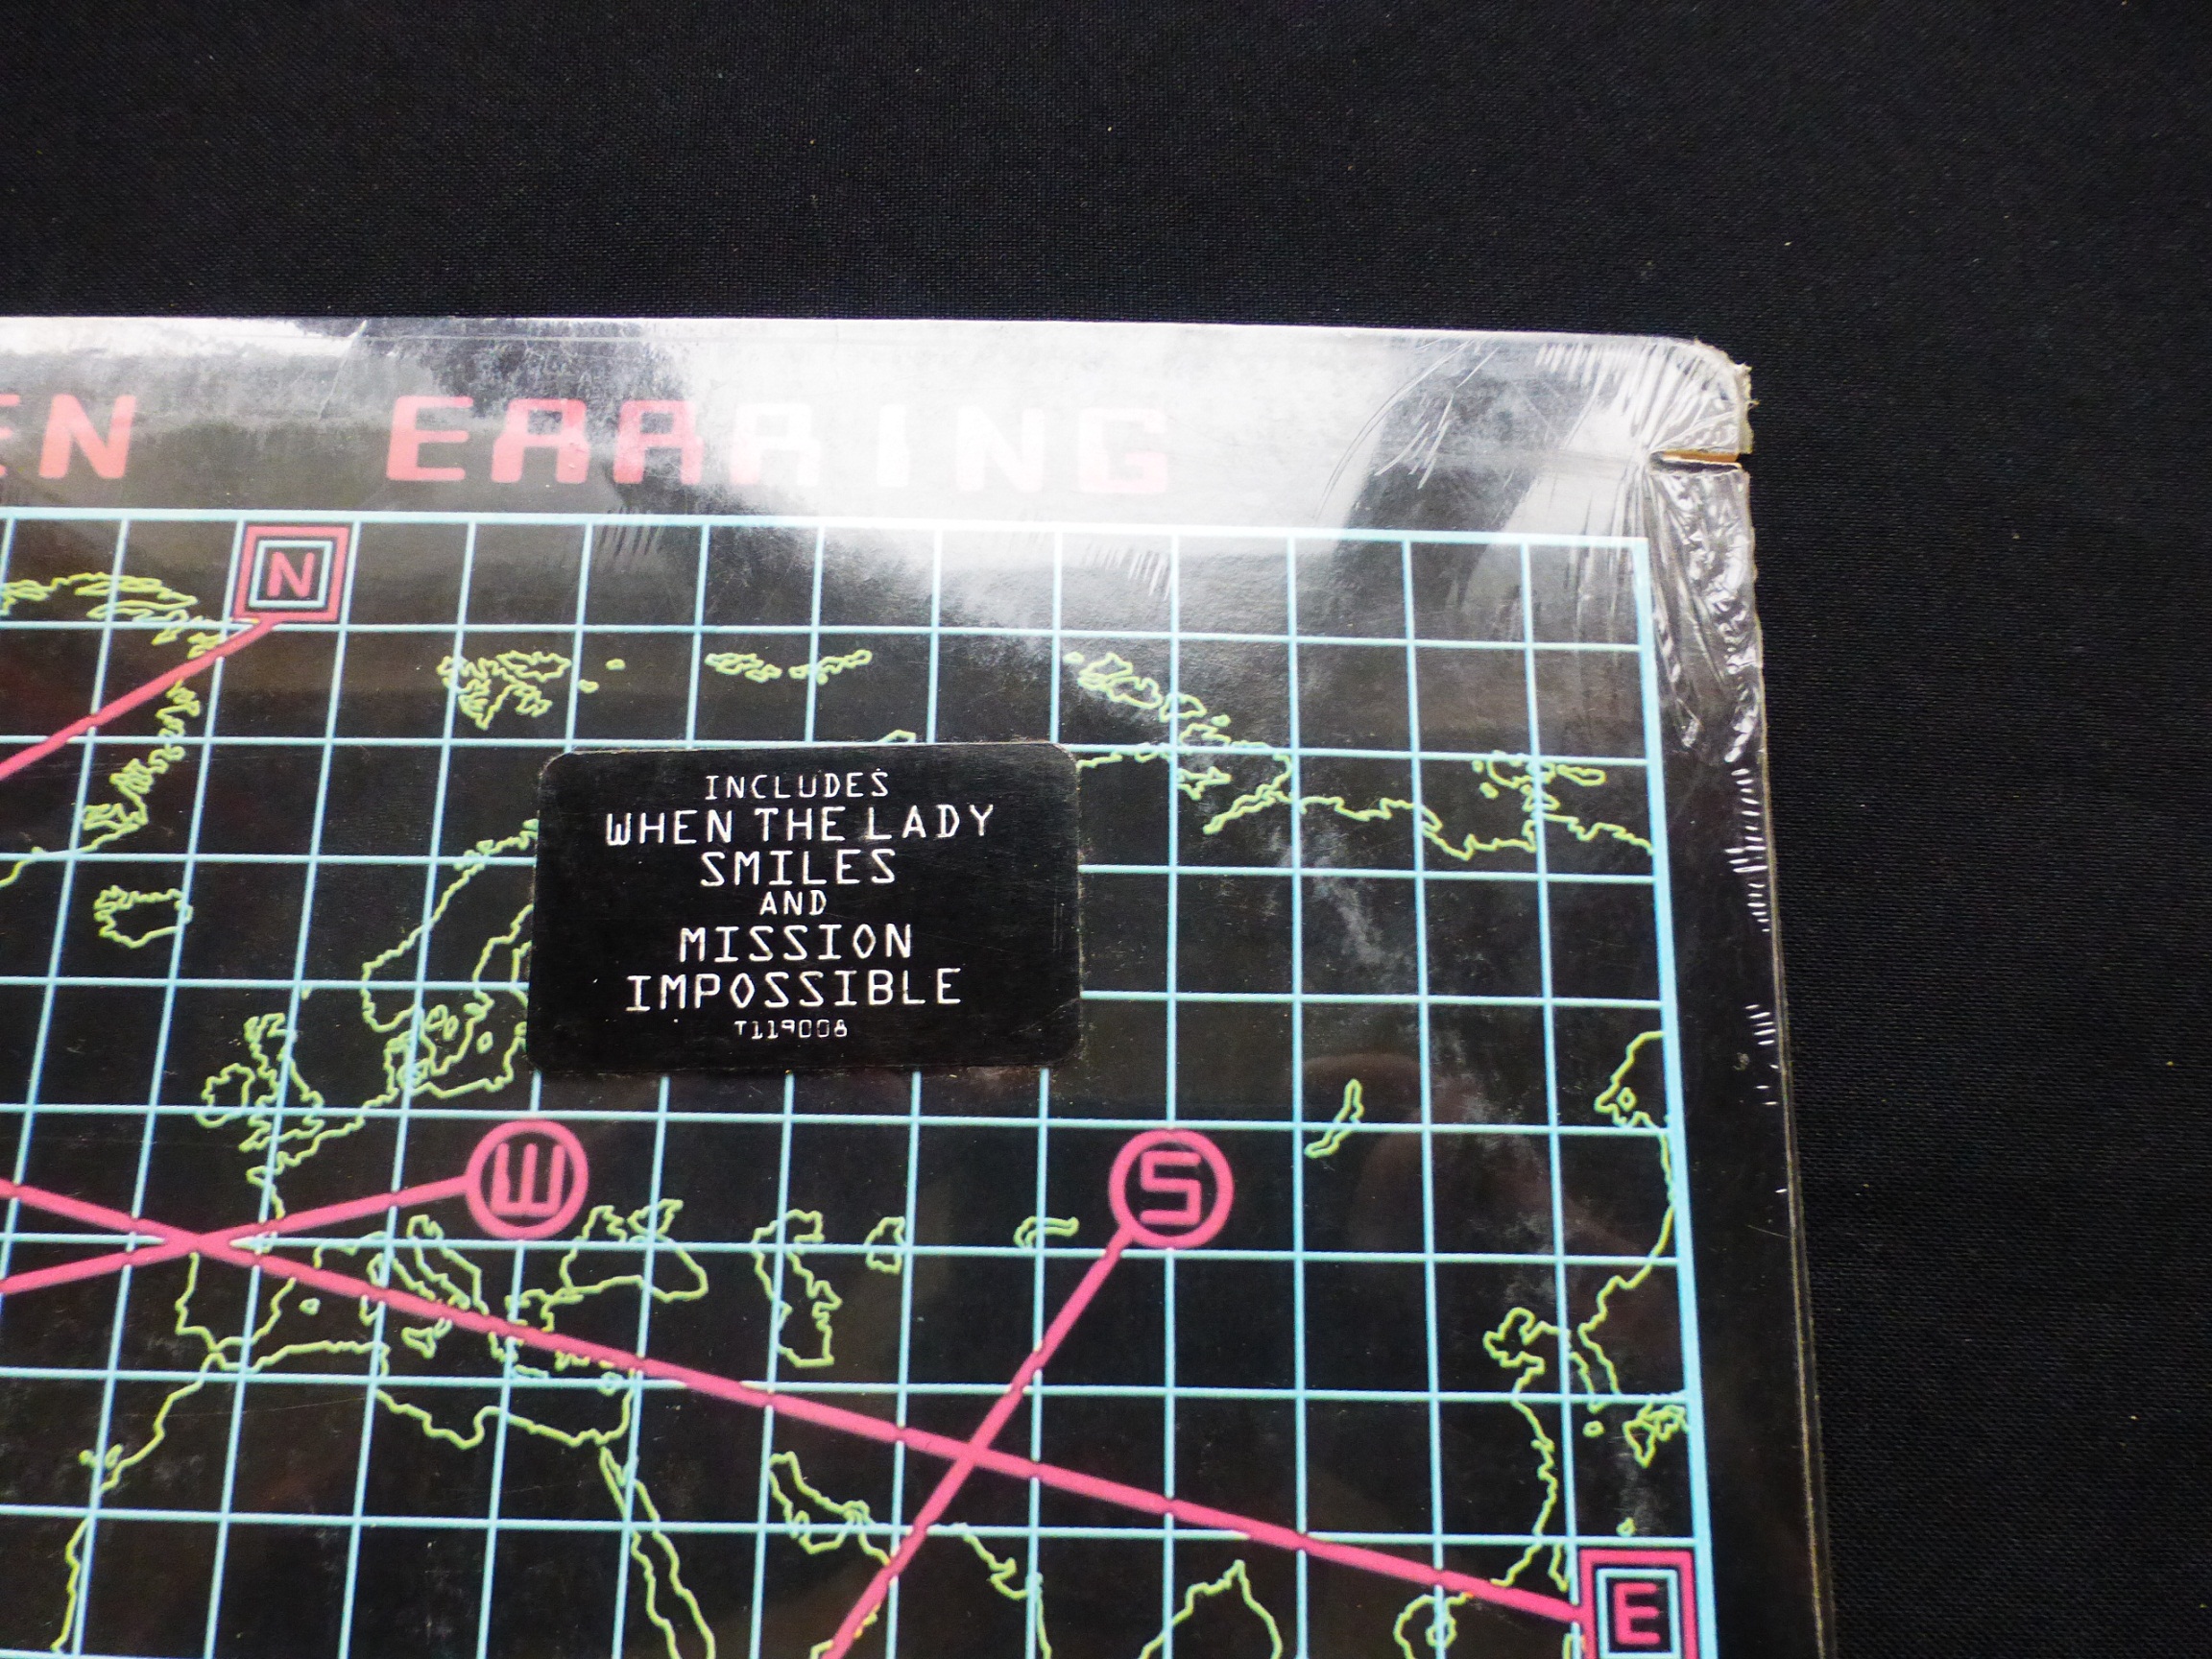 EN EARRING
N
INCLUDES
WHEN THE LADY
SMILES
AND
MISSION
IMPOSSIBLE
T119008
W
S
E